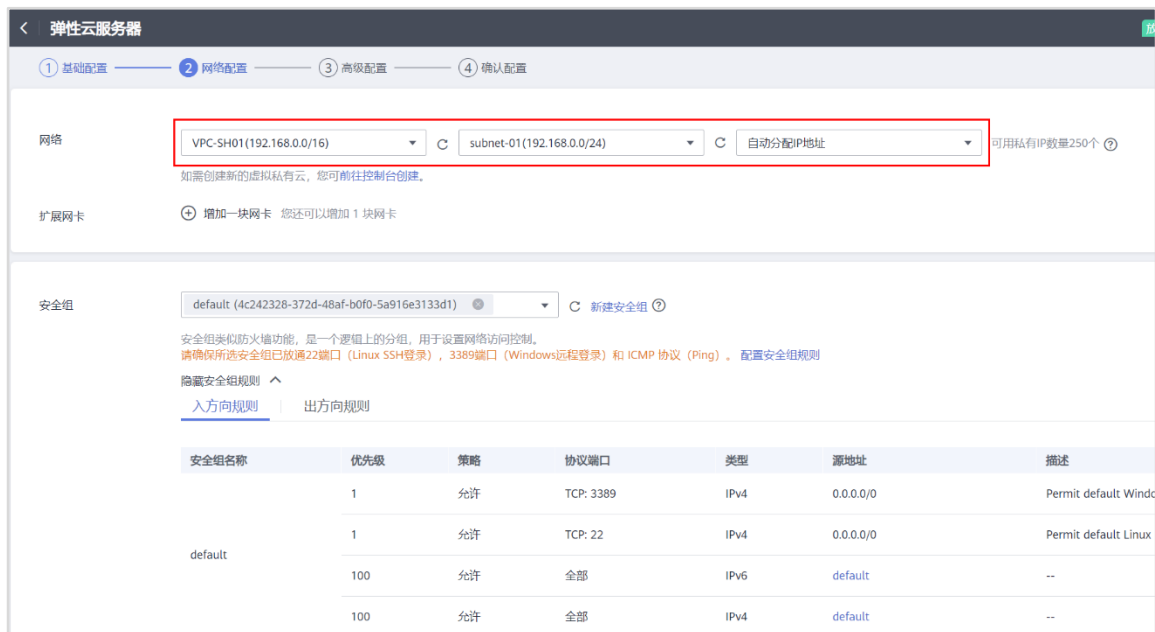 弹性云服务器
放
1 基础配置 2 网络配置 3 高级配置 4 确认配置
网络 VPC-SH01(192.168.0.0/16) subnet-01(192.168.0.0/24) 自动分配IP地址 可用私有IP数量250个
如需创建新的虚拟私有云，您可前往控制台创建。
扩展网卡 增加一块网卡 您还可以增加 1 块网卡
安全组 default (4c242328-372d-48af-b0f0-5a916e3133d1) 新建安全组
安全组类似防火墙功能，是一个逻辑上的分组，用于设置网络访问控制。
请确保所选安全组已放通22端口（Linux SSH登录），3389端口（Windows远程登录）和 ICMP 协议（Ping）。 配置安全组规则
隐藏安全组规则
入方向规则 出方向规则
安全组名称 优先级 策略 协议端口 类型 源地址 描述
1 允许 TCP: 3389 IPv4 0.0.0.0/0 Permit default Windo
1 允许 TCP: 22 IPv4 0.0.0.0/0 Permit default Linux
default
100 允许 全部 IPv6 default --
100 允许 全部 IPv4 default --